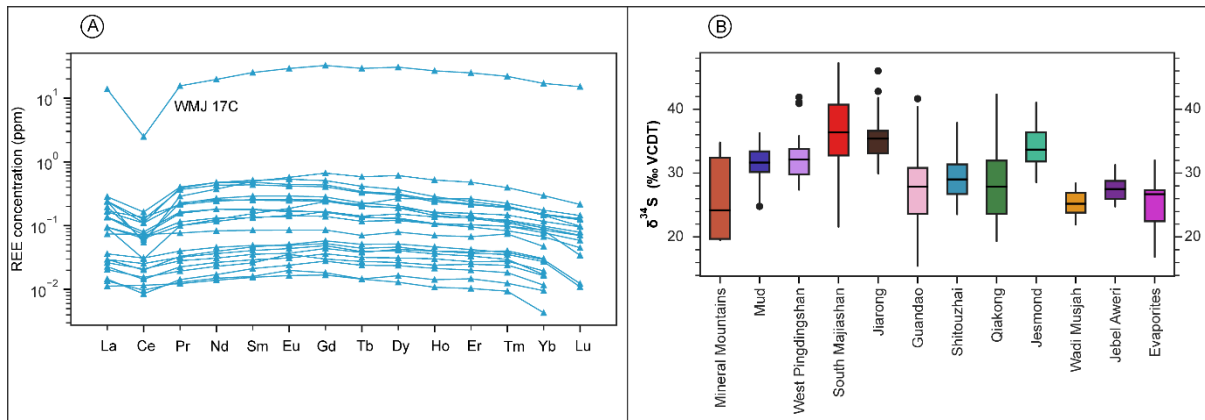 A
REE concentration (ppm)
10¹
10⁰
10⁻¹
10⁻²
WMJ 17C
La Ce Pr Nd Sm Eu Gd Tb Dy Ho Er Tm Yb Lu
B
δ³⁴S (‰ VCDT)
40
30
20
40
30
20
Mineral Mountains
Mud
West Pingdingshan
South Majiashan
Jiarong
Guandao
Shitouzhai
Qiakong
Jesmond
Wadi Musjah
Jebel Aweri
Evaporites